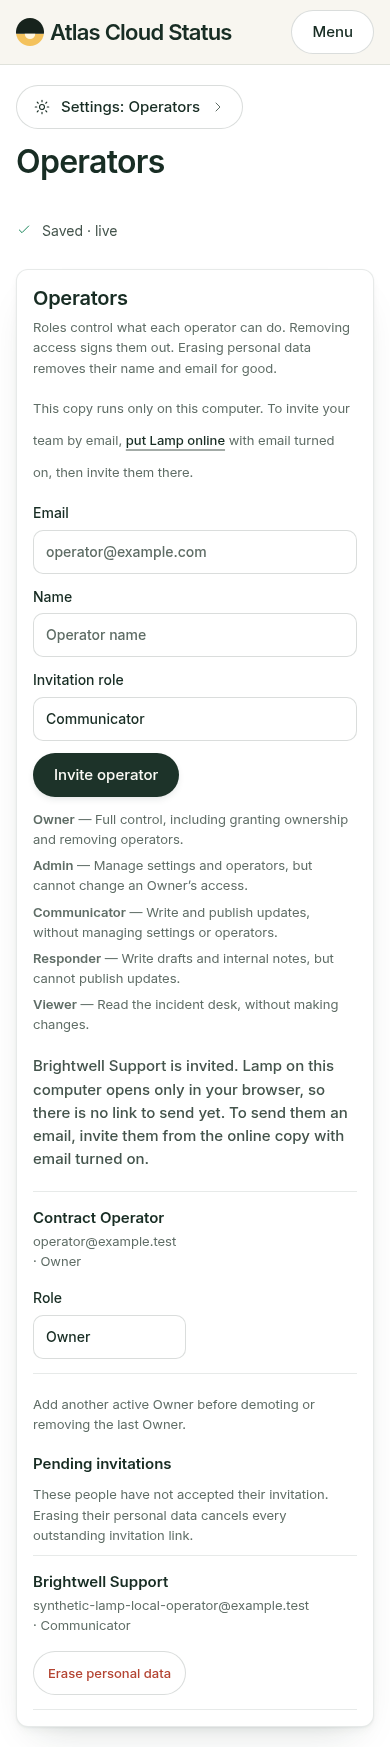 Atlas Cloud Status
Menu
Settings: Operators
Operators
Saved · live
Operators
Roles control what each operator can do. Removing
access signs them out. Erasing personal data
removes their name and email for good.
This copy runs only on this computer. To invite your
team by email, put Lamp online with email turned
on, then invite them there.
Email
operator@example.com
Name
Operator name
Invitation role
Communicator
Invite operator
Owner — Full control, including granting ownership
and removing operators.
Admin — Manage settings and operators, but
cannot change an Owner’s access.
Communicator — Write and publish updates,
without managing settings or operators.
Responder — Write drafts and internal notes, but
cannot publish updates.
Viewer — Read the incident desk, without making
changes.
Brightwell Support is invited. Lamp on this
computer opens only in your browser, so
there is no link to send yet. To send them an
email, invite them from the online copy with
email turned on.
Contract Operator
operator@example.test
· Owner
Role
Owner
Add another active Owner before demoting or
removing the last Owner.
Pending invitations
These people have not accepted their invitation.
Erasing their personal data cancels every
outstanding invitation link.
Brightwell Support
synthetic-lamp-local-operator@example.test
· Communicator
Erase personal data